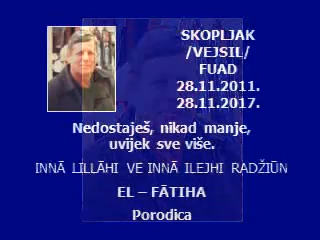 SKOPLJAK
/VEJSIL/
FUAD
28.11.2011.
28.11.2017.
Nedostaješ, nikad manje,
uvijek sve više.
INNĀ LILLĀHI VE INNĀ ILEJHI RADŽIŪN
EL – FĀTIHA
Porodica